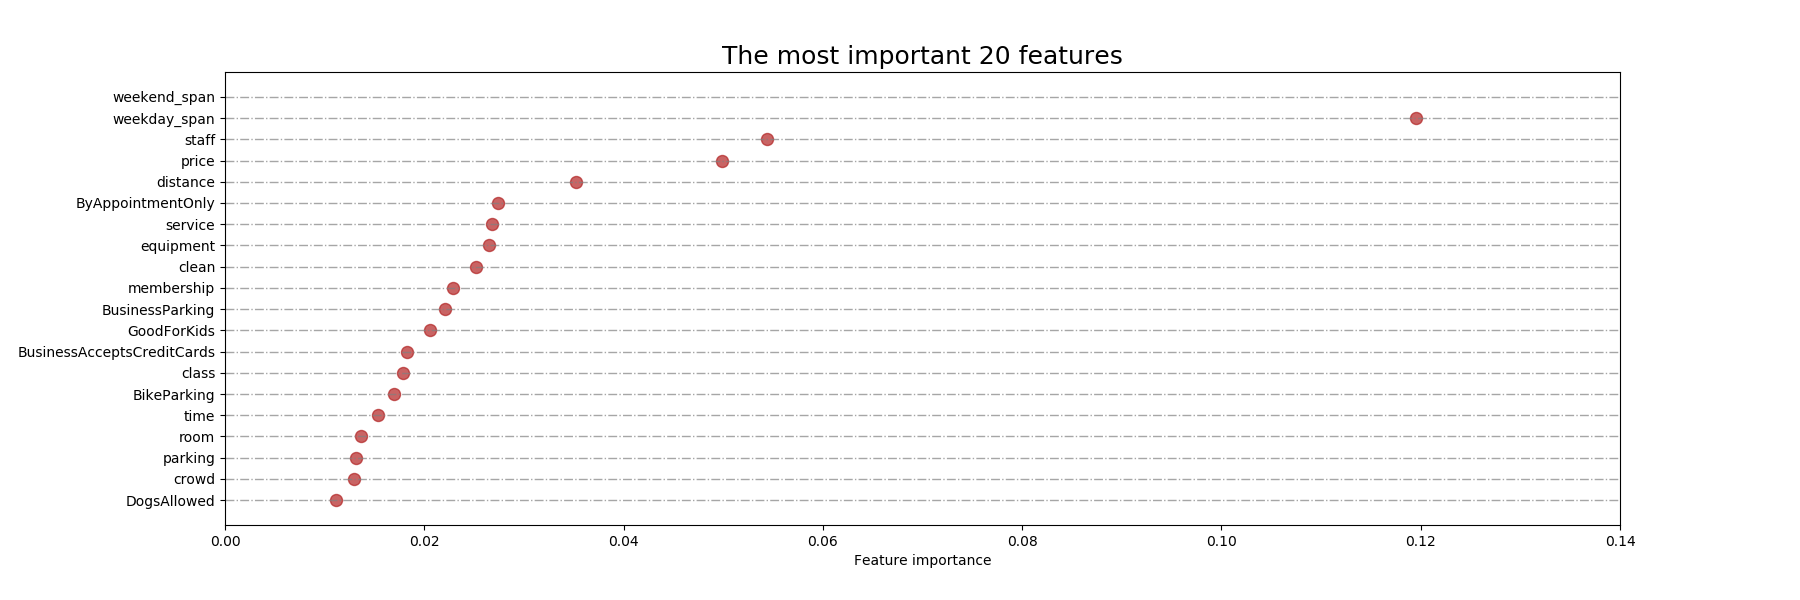 The most important 20 features
weekend_span
weekday_span
staff
price
distance
ByAppointmentOnly
service
equipment
clean
membership
BusinessParking
GoodForKids
BusinessAcceptsCreditCards
class
BikeParking
time
room
parking
crowd
DogsAllowed
0.00 0.02 0.04 0.06 0.08 0.10 0.12 0.14
Feature importance